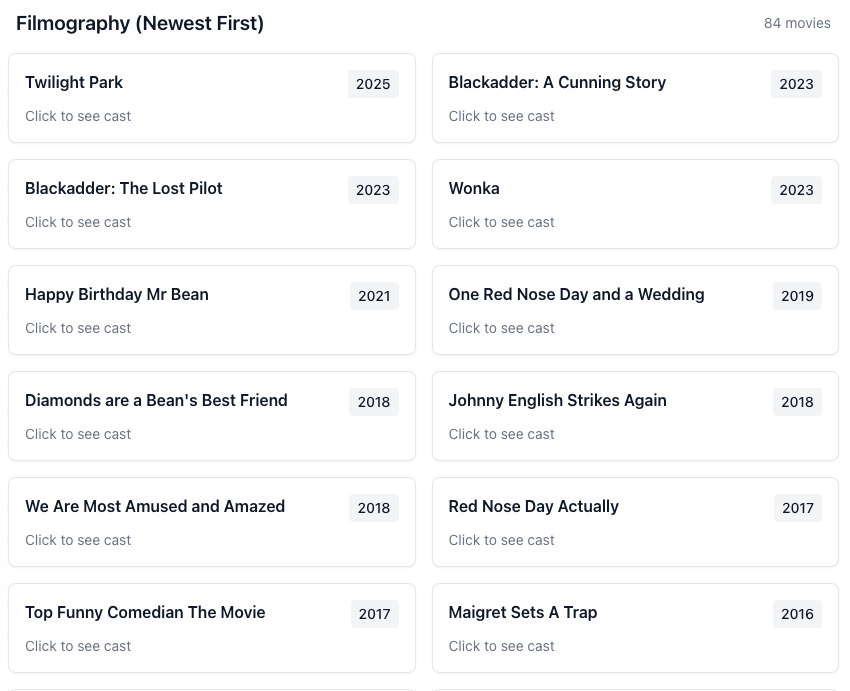 Filmography (Newest First)
84 movies
Twilight Park
2025
Click to see cast
Blackadder: A Cunning Story
2023
Click to see cast
Blackadder: The Lost Pilot
2023
Click to see cast
Wonka
2023
Click to see cast
Happy Birthday Mr Bean
2021
Click to see cast
One Red Nose Day and a Wedding
2019
Click to see cast
Diamonds are a Bean's Best Friend
2018
Click to see cast
Johnny English Strikes Again
2018
Click to see cast
We Are Most Amused and Amazed
2018
Click to see cast
Red Nose Day Actually
2017
Click to see cast
Top Funny Comedian The Movie
2017
Click to see cast
Maigret Sets A Trap
2016
Click to see cast